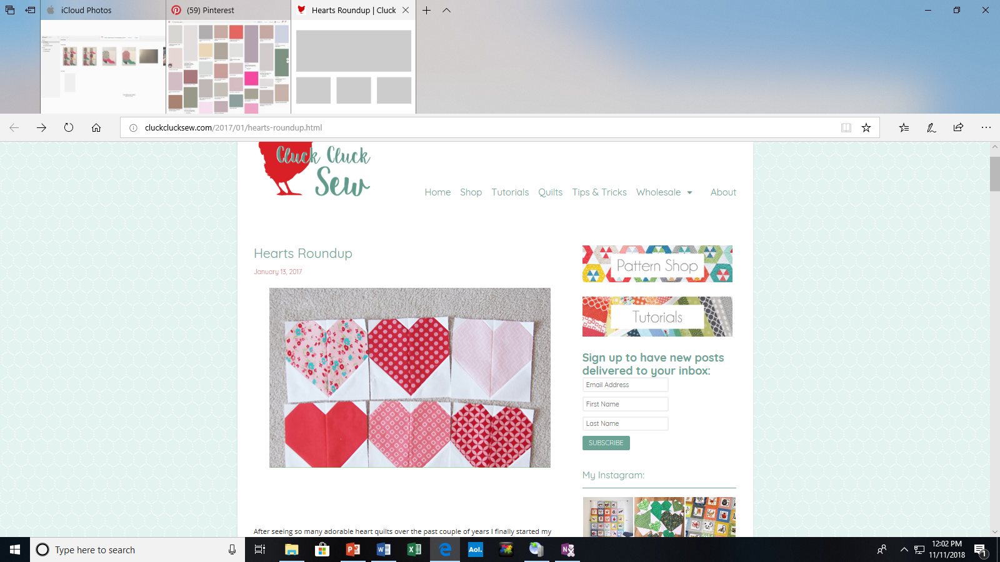 iCloud Photos
(59) Pinterest
Hearts Roundup | Cluck
cluckclucksew.com/2017/01/hearts-roundup.html
Cluck Cluck
Sew
Home Shop Tutorials Quilts Tips & Tricks Wholesale About
Hearts Roundup
January 13, 2017
Pattern Shop
Tutorials
Sign up to have new posts
delivered to your inbox:
Email Address
First Name
Last Name
SUBSCRIBE
My Instagram:
After seeing so many adorable heart quilts over the past couple of years I finally started my
Type here to search
Aol.
12:02 PM
11/11/2018
1